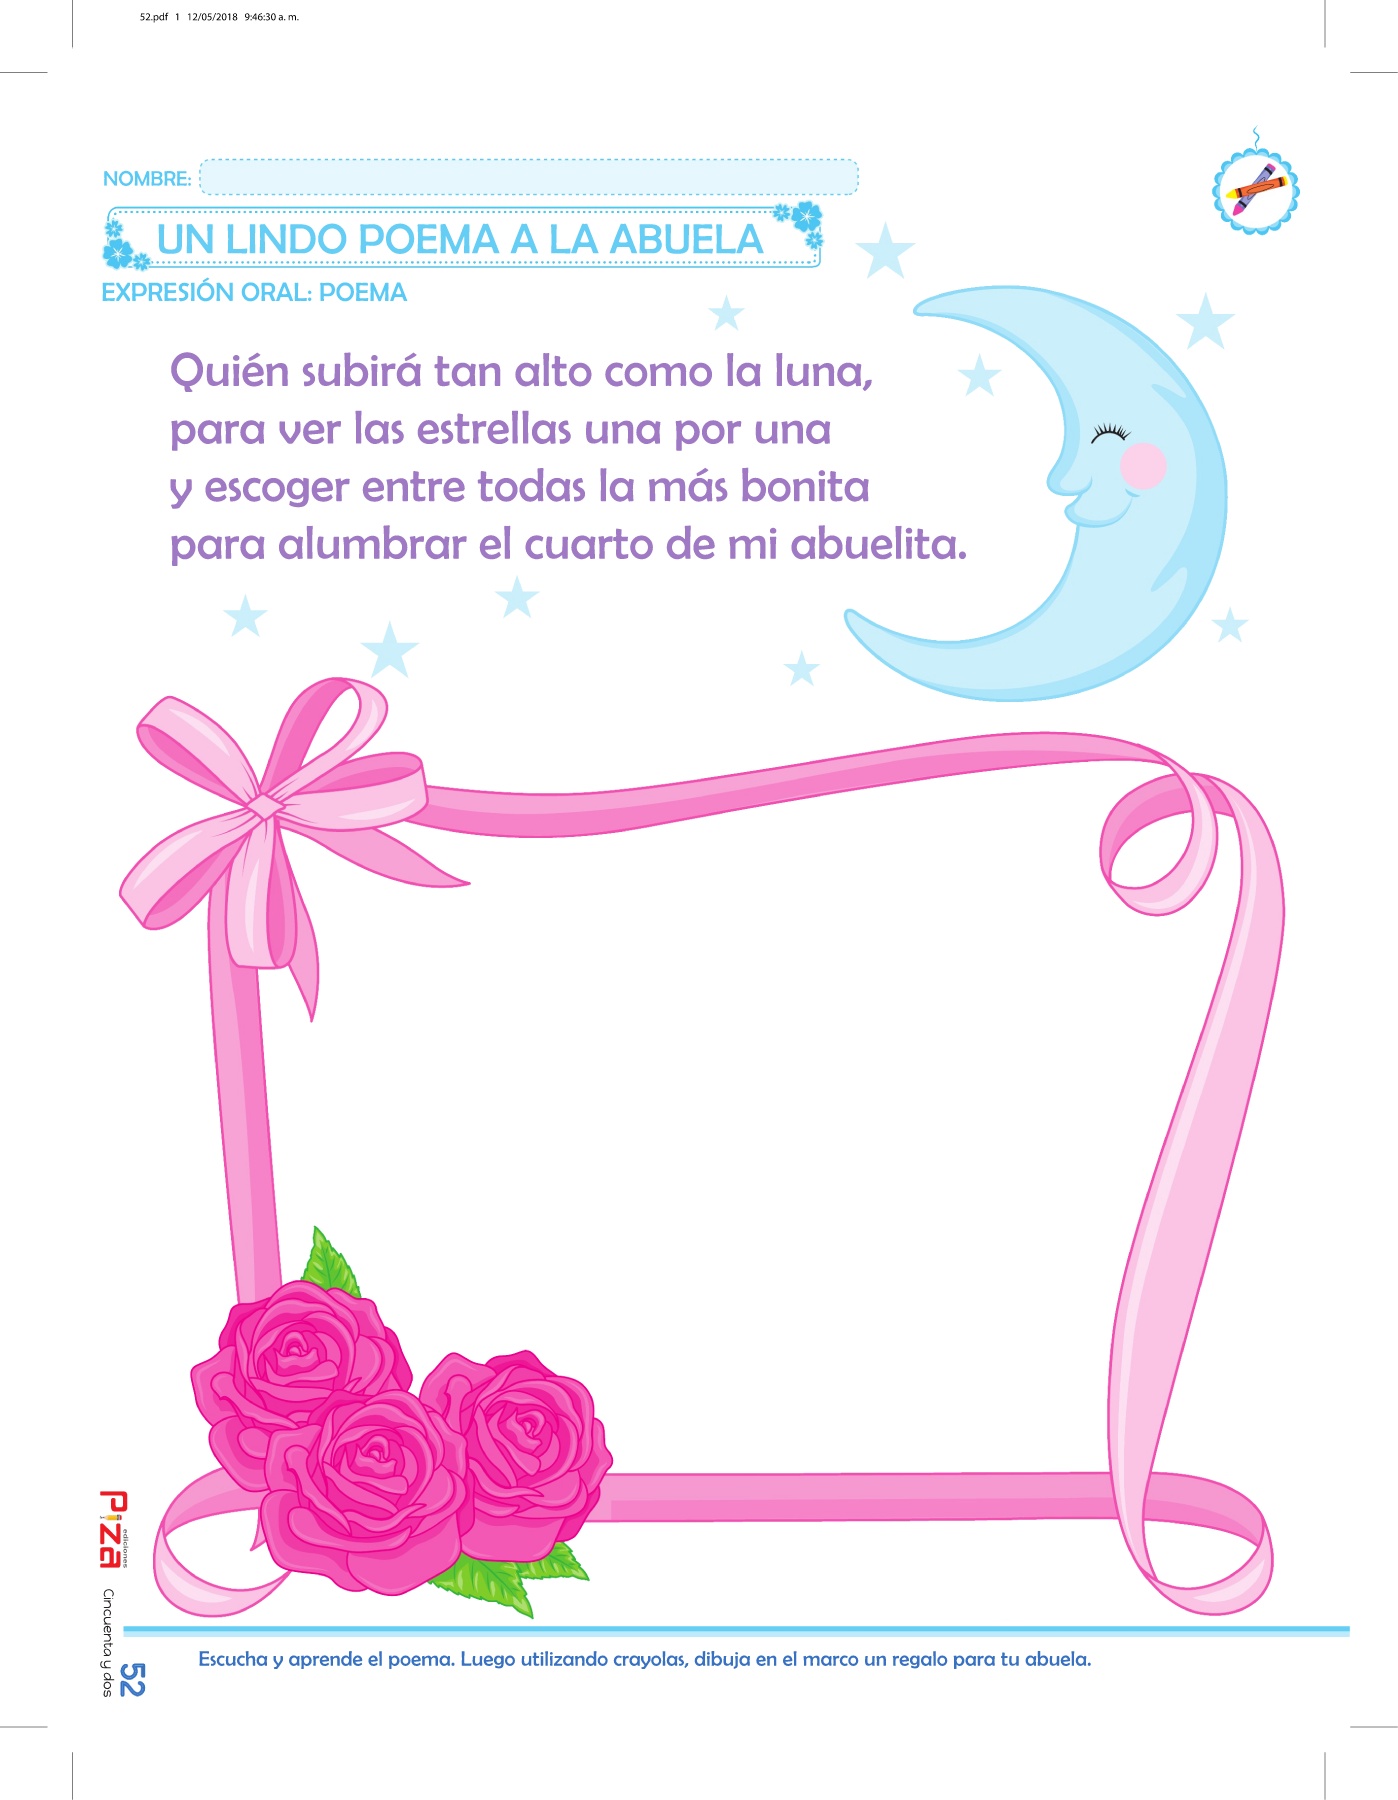 52.pdf 1 12/05/2018 9:46:30 a. m.
NOMBRE:
UN LINDO POEMA A LA ABUELA
EXPRESIÓN ORAL: POEMA
Quién subirá tan alto como la luna,
para ver las estrellas una por una
y escoger entre todas la más bonita
para alumbrar el cuarto de mi abuelita.
Piza
ediciones
Cincuenta y dos
52
Escucha y aprende el poema. Luego utilizando crayolas, dibuja en el marco un regalo para tu abuela.